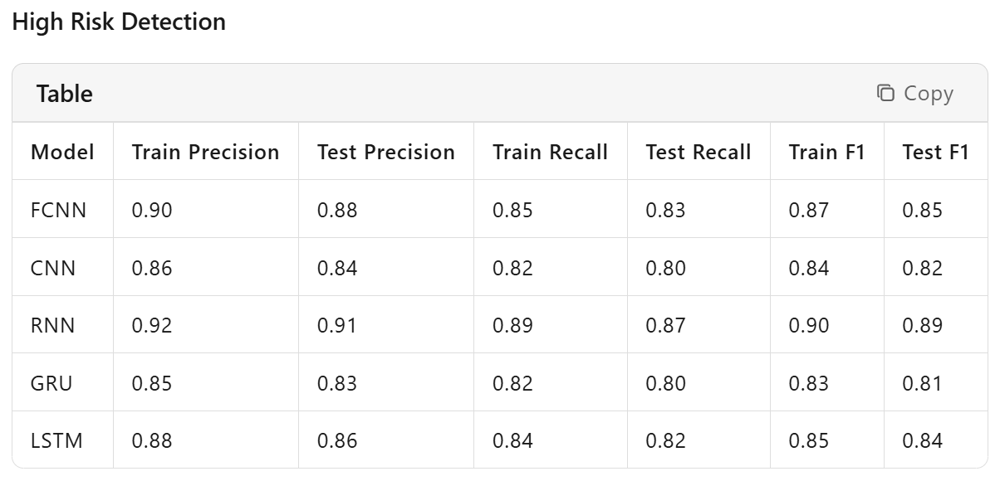 High Risk Detection
Table Copy
Model Train Precision Test Precision Train Recall Test Recall Train F1 Test F1
FCNN 0.90 0.88 0.85 0.83 0.87 0.85
CNN 0.86 0.84 0.82 0.80 0.84 0.82
RNN 0.92 0.91 0.89 0.87 0.90 0.89
GRU 0.85 0.83 0.82 0.80 0.83 0.81
LSTM 0.88 0.86 0.84 0.82 0.85 0.84